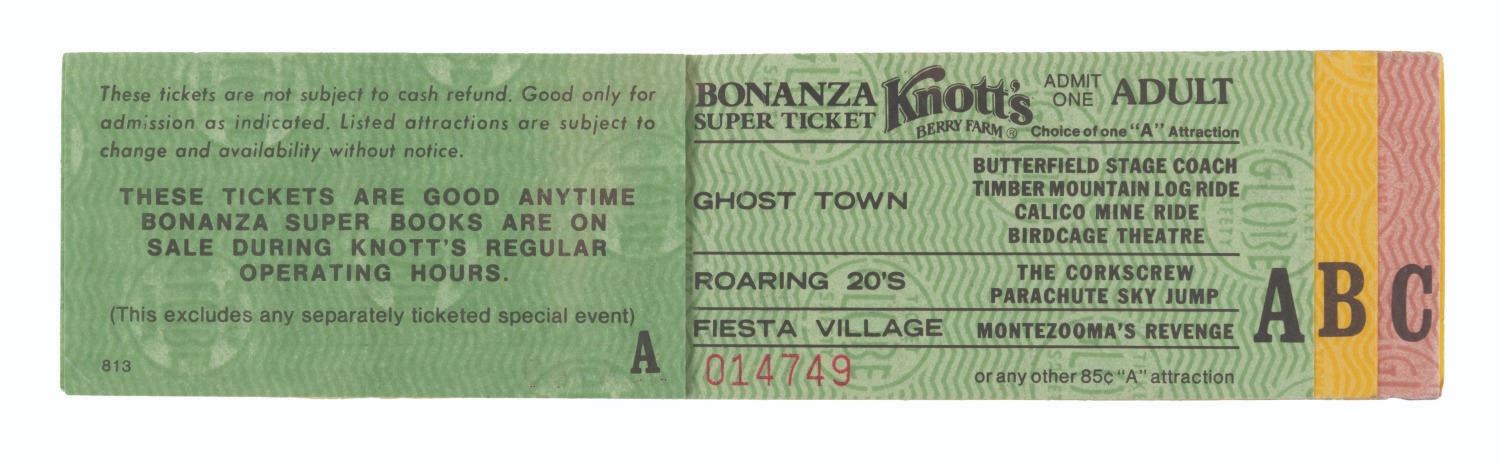 These tickets are not subject to cash refund. Good only for
admission as indicated. Listed attractions are subject to
change and availability without notice.
THESE TICKETS ARE GOOD ANYTIME
BONANZA SUPER BOOKS ARE ON
SALE DURING KNOTT'S REGULAR
OPERATING HOURS.
(This excludes any separately ticketed special event)
A
813
BONANZA
SUPER TICKET
Knott's
BERRY FARM ®
ADMIT
ONE
ADULT
Choice of one "A" Attraction
GHOST TOWN
BUTTERFIELD STAGE COACH
TIMBER MOUNTAIN LOG RIDE
CALICO MINE RIDE
BIRDCAGE THEATRE
ROARING 20'S
THE CORKSCREW
PARACHUTE SKY JUMP
FIESTA VILLAGE
MONTEZOOMA'S REVENGE
014749
or any other 85¢ "A" attraction
A
B
C
GLOBE